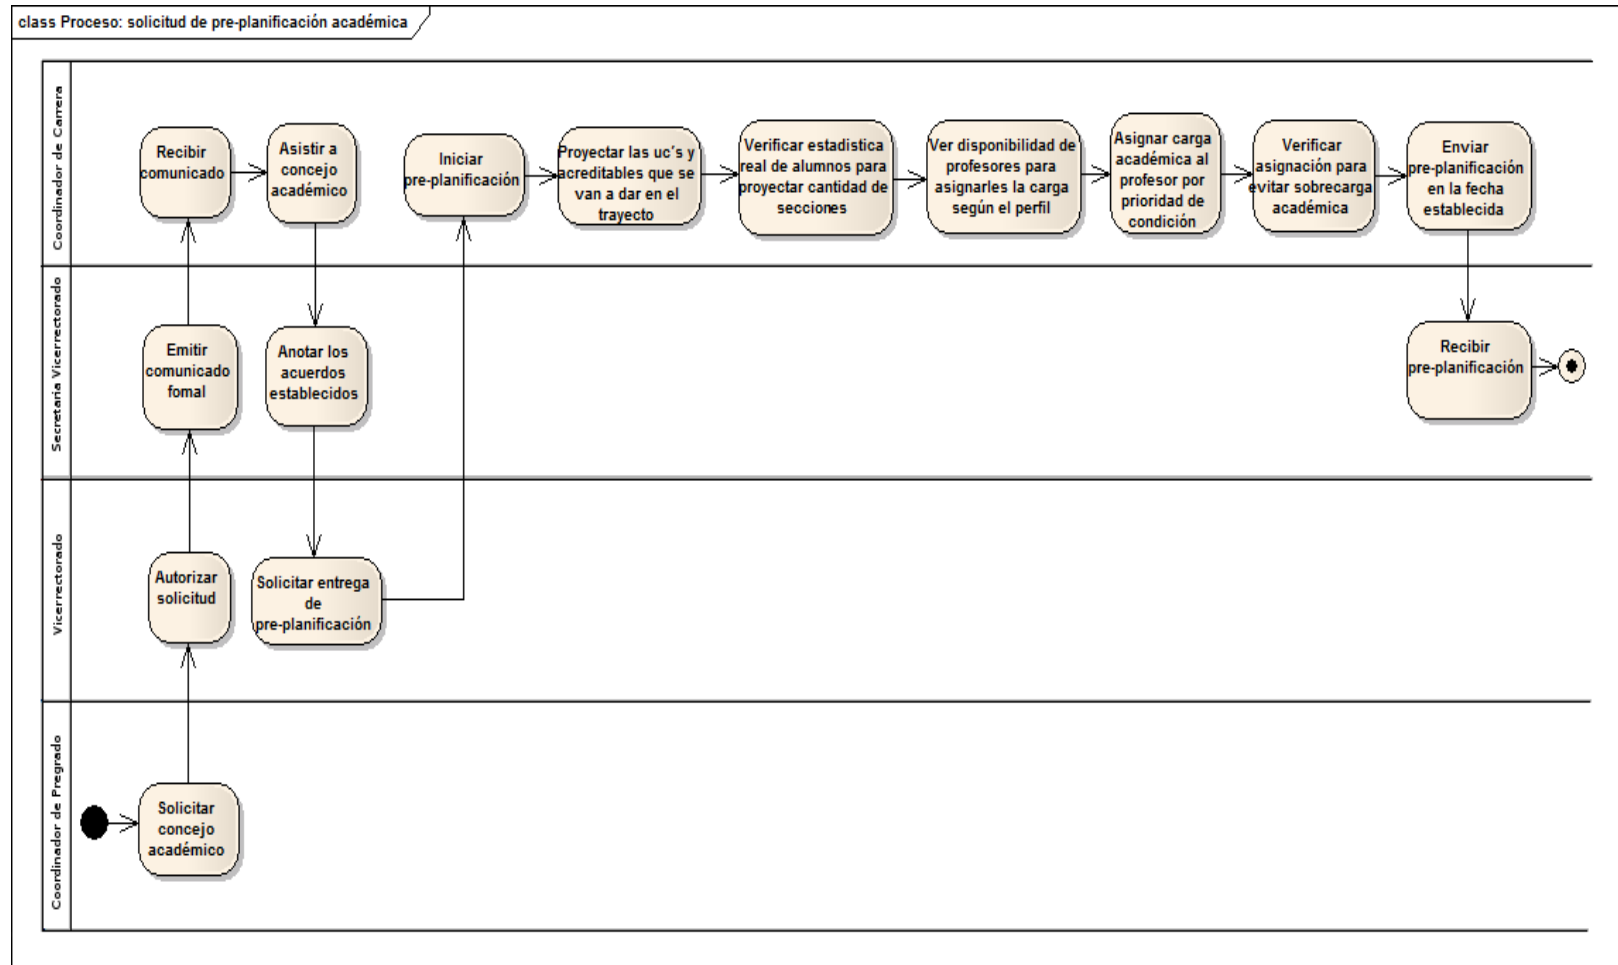 class Proceso: solicitud de pre-planificación académica
Coordinador de Carrera
Recibir
comunicado
Asistir a
concejo
académico
Iniciar
pre-planificación
Proyectar las uc's y
acreditables que se
van a dar en el
trayecto
Verificar estadistica
real de alumnos para
proyectar cantidad de
secciones
Ver disponibilidad de
profesores para
asignarles la carga
según el perfil
Asignar carga
académica al
profesor por
prioridad de
condición
Verificar
asignación para
evitar sobrecarga
académica
Enviar
pre-planificación
en la fecha
establecida
Secretaria Vicerrectorado
Emitir
comunicado
fomal
Anotar los
acuerdos
establecidos
Recibir
pre-planificación
Vicerrectorado
Autorizar
solicitud
Solicitar entrega
de
pre-planificación
Coordinador de Pregrado
Solicitar
concejo
académico